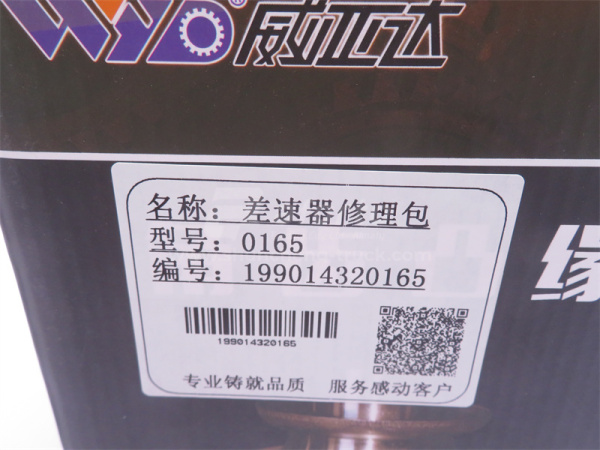 WYD® 威亚达
名称：差速器修理包
型号：0165
编号：199014320165
199014320165
专业铸就品质 服务感动客户
缘